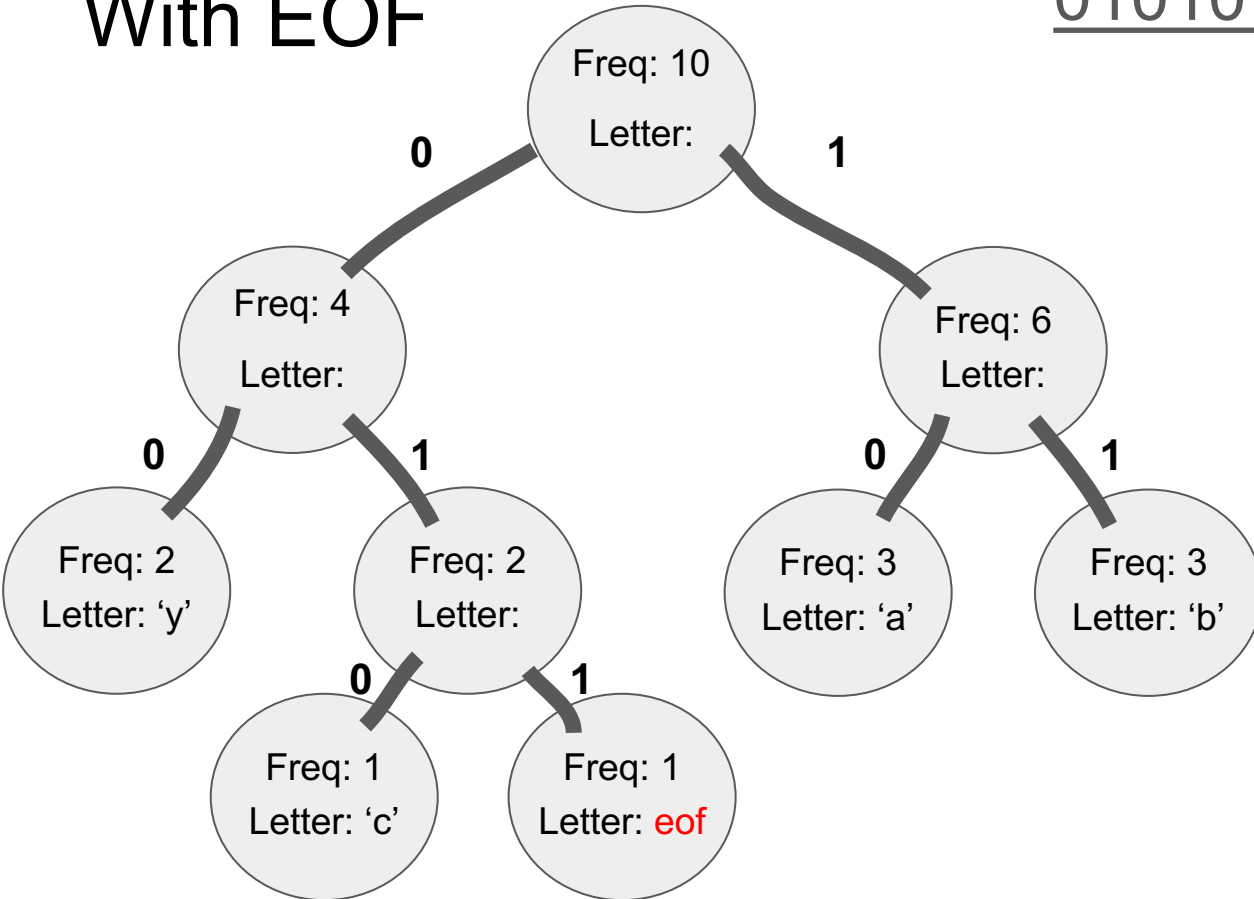 With EOF
01010
Freq: 10
Letter:
0
1
Freq: 4
Letter:
Freq: 6
Letter:
0
1
0
1
Freq: 2
Letter: ‘y’
Freq: 2
Letter:
Freq: 3
Letter: ‘a’
Freq: 3
Letter: ‘b’
0
1
Freq: 1
Letter: ‘c’
Freq: 1
Letter: eof